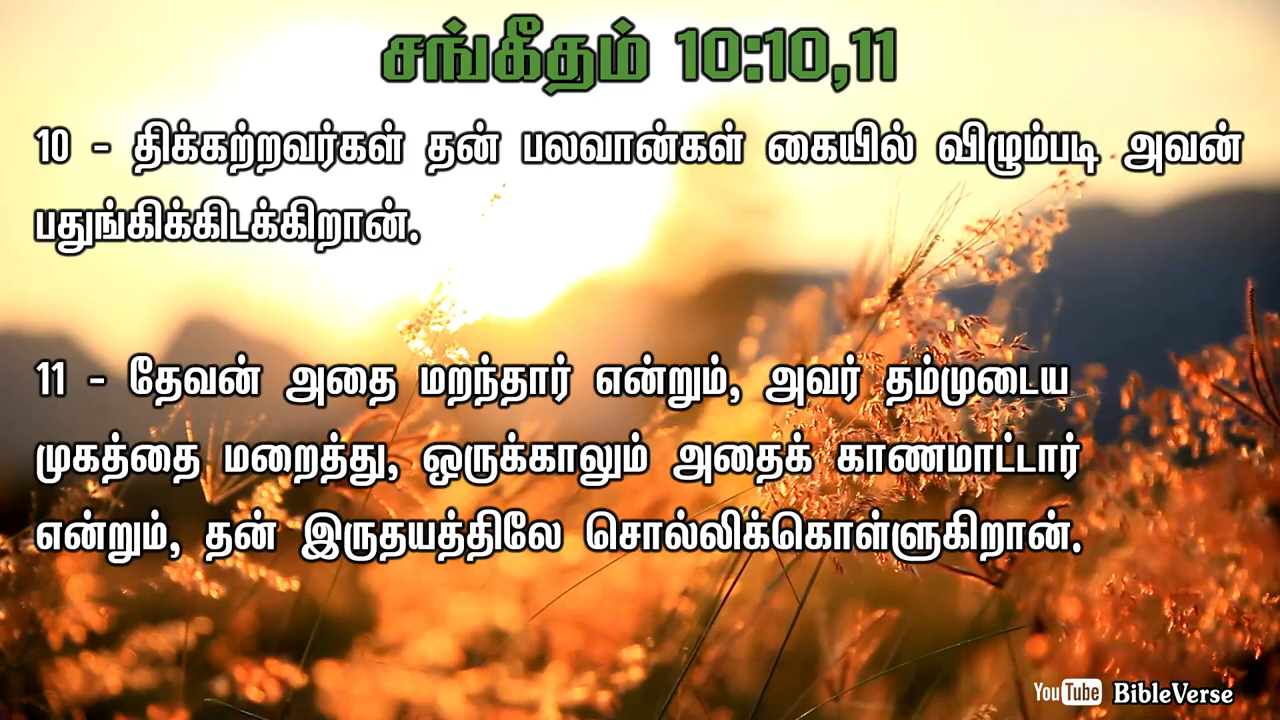 சங்கீதம் 10:10,11
10 - திக்கற்றவர்கள் தன் பலவான்கள் கையில் விழும்படி அவன்
பதுங்கிக்கிடக்கிறான்.
11 - தேவன் அதை மறந்தார் என்றும், அவர் தம்முடைய
முகத்தை மறைத்து, ஒருக்காலும் அதைக் காணமாட்டார்
என்றும், தன் இருதயத்திலே சொல்லிக்கொள்ளுகிறான்.
YouTube BibleVerse